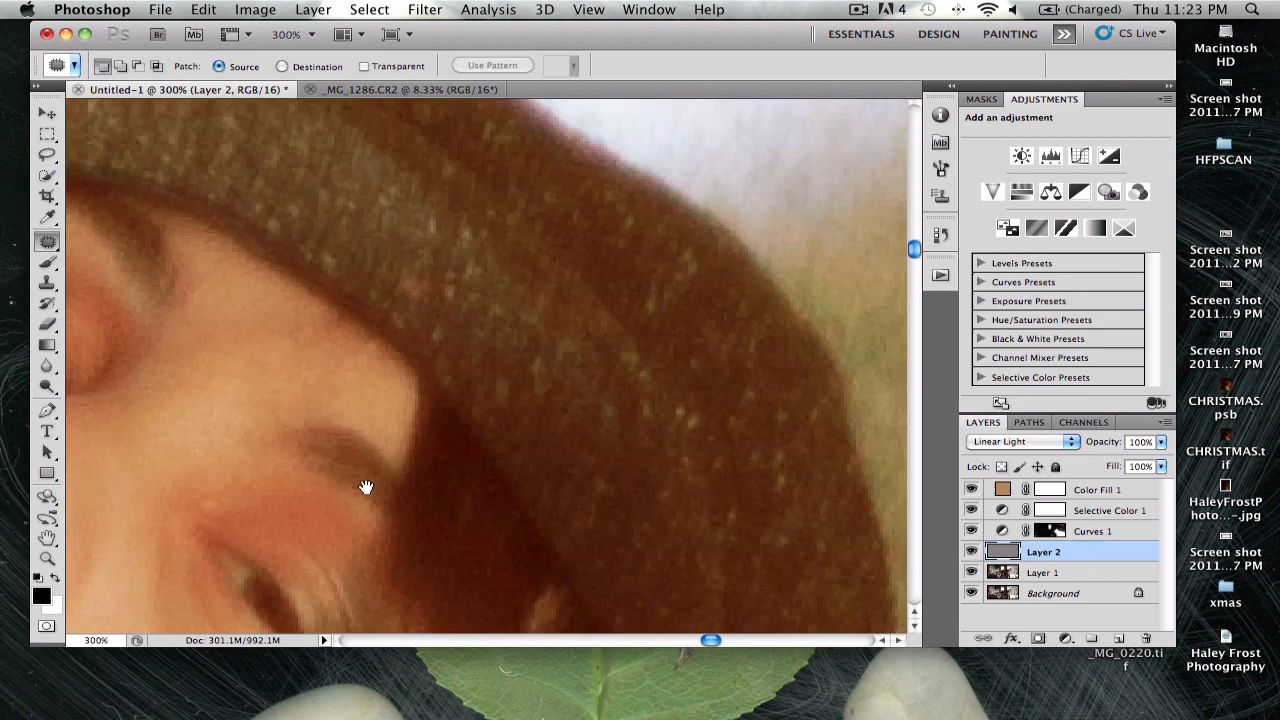 Photoshop File Edit Image Layer Select Filter Analysis 3D View Window Help 4 (Charged) Thu 11:23 PM
Ps Br Mb 300% ESSENTIALS DESIGN PAINTING CS Live
Patch: Source Destination Transparent Use Pattern
Untitled-1 @ 300% (Layer 2, RGB/16) * _MG_1286.CR2 @ 8.33% (RGB/16*)
MASKS ADJUSTMENTS
Add an adjustment
Mb
Levels Presets
Curves Presets
Exposure Presets
Hue/Saturation Presets
Black & White Presets
Channel Mixer Presets
Selective Color Presets
LAYERS PATHS CHANNELS
Linear Light Opacity: 100%
Lock: Fill: 100%
Color Fill 1
Selective Color 1
Curves 1
Layer 2
Layer 1
Background
fx
T
300% Doc: 301.1M/992.1M
Macintosh
HD
Screen shot
2011...7 PM
HFPSCAN
Screen shot
2011...2 PM
Screen shot
2011...9 PM
Screen shot
2011...7 PM
CHRISTMAS.
psb
CHRISTMAS.t
if
HaleyFrostP
hoto...-.jpg
Screen shot
2011...7 PM
xmas
Haley Frost
Photography
_MG_0220.ti
f